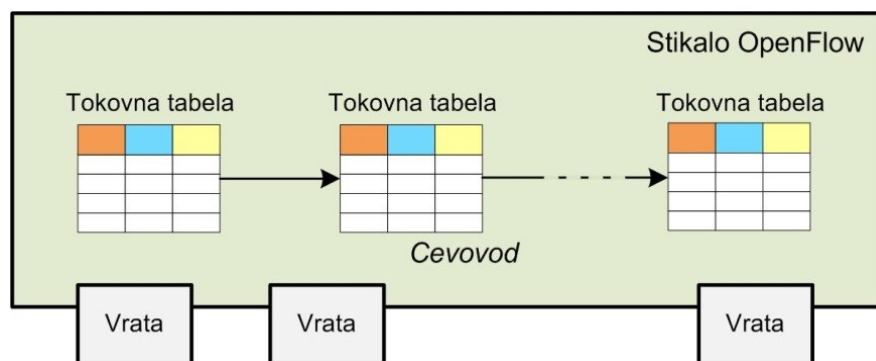 Stikalo OpenFlow
Tokovna tabela
Tokovna tabela
Tokovna tabela
Cevovod
Vrata
Vrata
Vrata